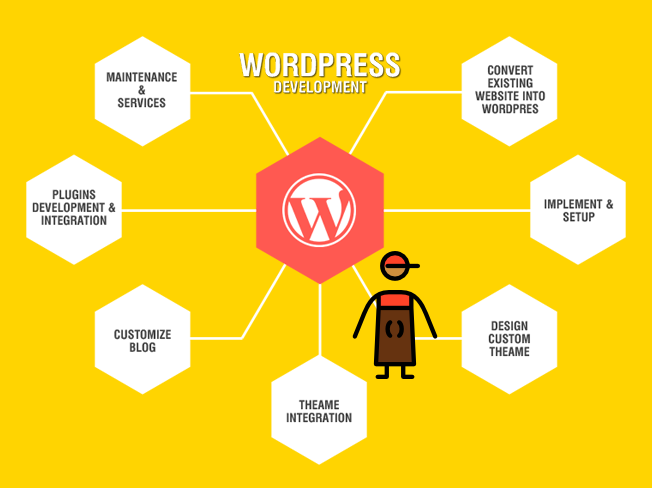 WORDPRESS
DEVELOPMENT
MAINTENANCE
&
SERVICES
CONVERT
EXISTING
WEBSITE INTO
WORDPRES
PLUGINS
DEVELOPMENT &
INTEGRATION
IMPLEMENT &
SETUP
CUSTOMIZE
BLOG
DESIGN
CUSTOM
THEAME
THEAME
INTEGRATION